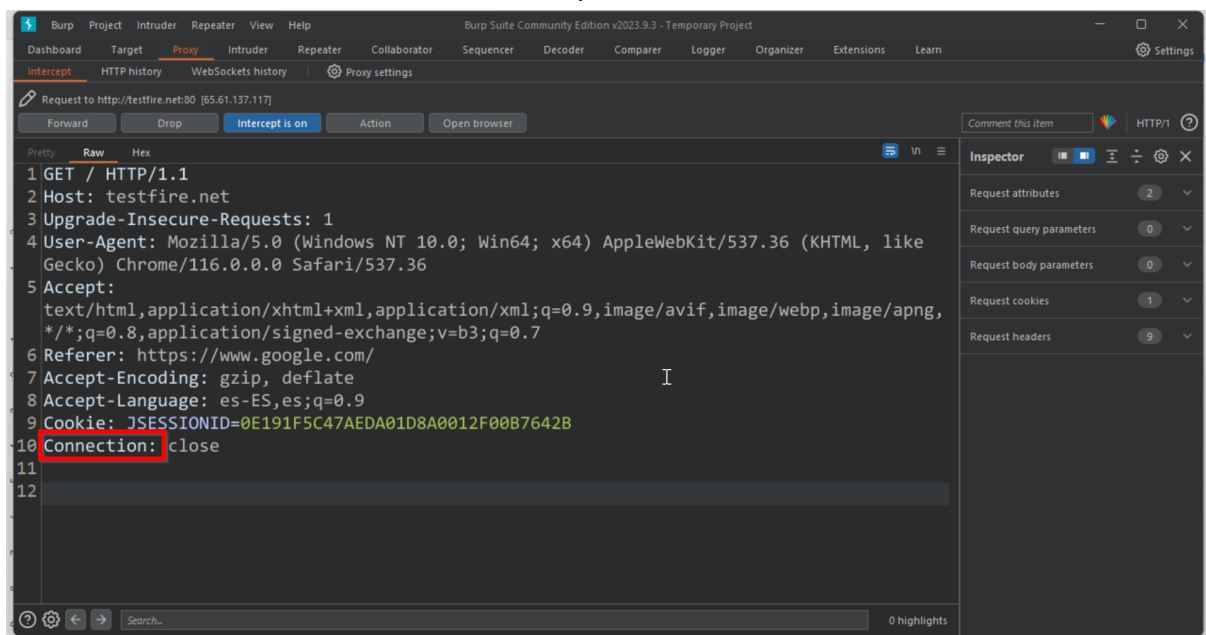 Burp Project Intruder Repeater View Help Burp Suite Community Edition v2023.9.3 - Temporary Project
Dashboard Target Proxy Intruder Repeater Collaborator Sequencer Decoder Comparer Logger Organizer Extensions Learn Settings
Intercept HTTP history WebSockets history Proxy settings
Request to http://testfire.net:80 [65.61.137.117]
Forward Drop Intercept is on Action Open browser Comment this item HTTP/1
Pretty Raw Hex \n
Inspector
1 GET / HTTP/1.1
2 Host: testfire.net
3 Upgrade-Insecure-Requests: 1
4 User-Agent: Mozilla/5.0 (Windows NT 10.0; Win64; x64) AppleWebKit/537.36 (KHTML, like
Gecko) Chrome/116.0.0.0 Safari/537.36
5 Accept:
text/html,application/xhtml+xml,application/xml;q=0.9,image/avif,image/webp,image/apng,
*/*;q=0.8,application/signed-exchange;v=b3;q=0.7
6 Referer: https://www.google.com/
7 Accept-Encoding: gzip, deflate
8 Accept-Language: es-ES,es;q=0.9
9 Cookie: JSESSIONID=0E191F5C47AEDA01D8A0012F00B7642B
10 Connection: close
11
12
Request attributes 2
Request query parameters 0
Request body parameters 0
Request cookies 1
Request headers 9
Search... 0 highlights